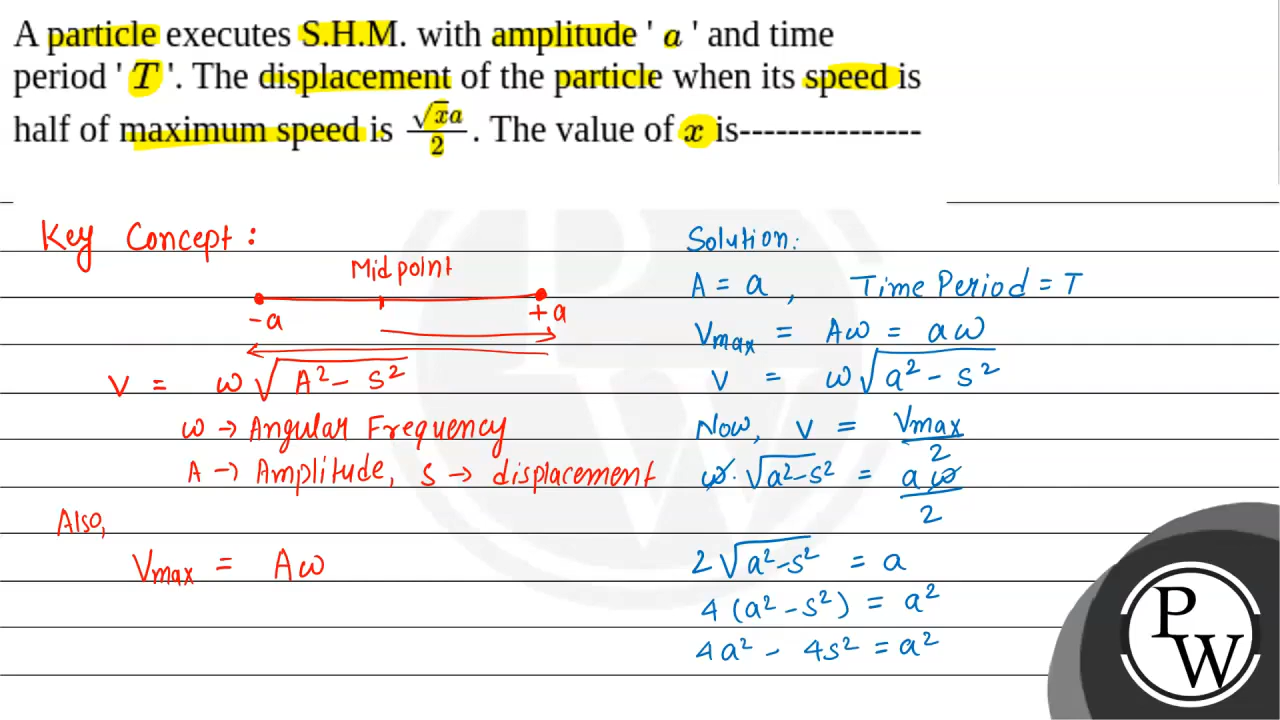 A particle executes S.H.M. with amplitude ' a ' and time
period ' T '. The displacement of the particle when its speed is
half of maximum speed is √x a / 2. The value of x is---------------
Key Concept:
Midpoint
-a +a
V = ω√(A² - S²)
ω → Angular Frequency
A → Amplitude, S → displacement
Also,
Vmax = Aω
Solution:
A = a, Time Period = T
Vmax = Aω = aω
V = ω√(a² - s²)
Now, V = Vmax / 2
ω·√(a²-s²) = aω / 2
2√(a²-s²) = a
4(a²-s²) = a²
4a² - 4s² = a²
PW
PW